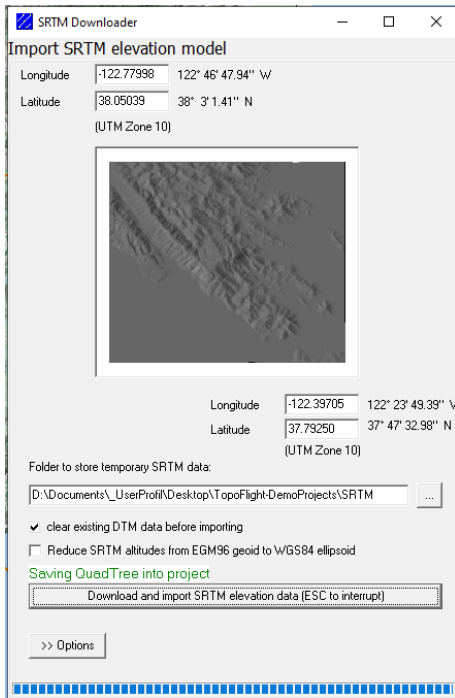 SRTM Downloader
Import SRTM elevation model
Longitude -122.77998 122° 46' 47.94'' W
Latitude 38.05039 38° 3' 1.41'' N
(UTM Zone 10)
Longitude -122.39705 122° 23' 49.39''
Latitude 37.79250 37° 47' 32.98'' N
(UTM Zone 10)
Folder to store temporary SRTM data:
D:\Documents\_UserProfil\Desktop\TopoFlight-DemoProjects\SRTM ...
clear existing DTM data before importing
Reduce SRTM altitudes from EGM96 geoid to WGS84 ellipsoid
Saving QuadTree into project
Download and import SRTM elevation data (ESC to interrupt)
>> Options